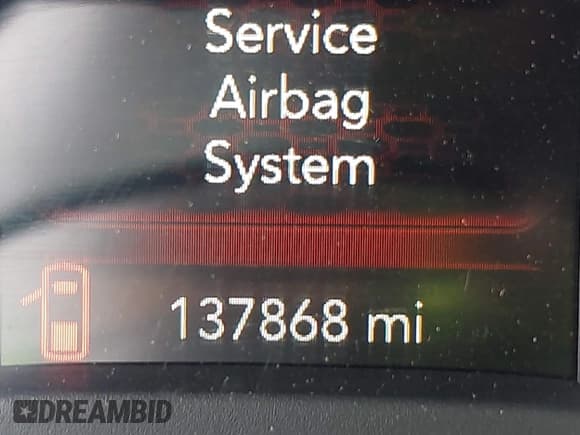 Service
Airbag
System
137868 mi
DREAMBID